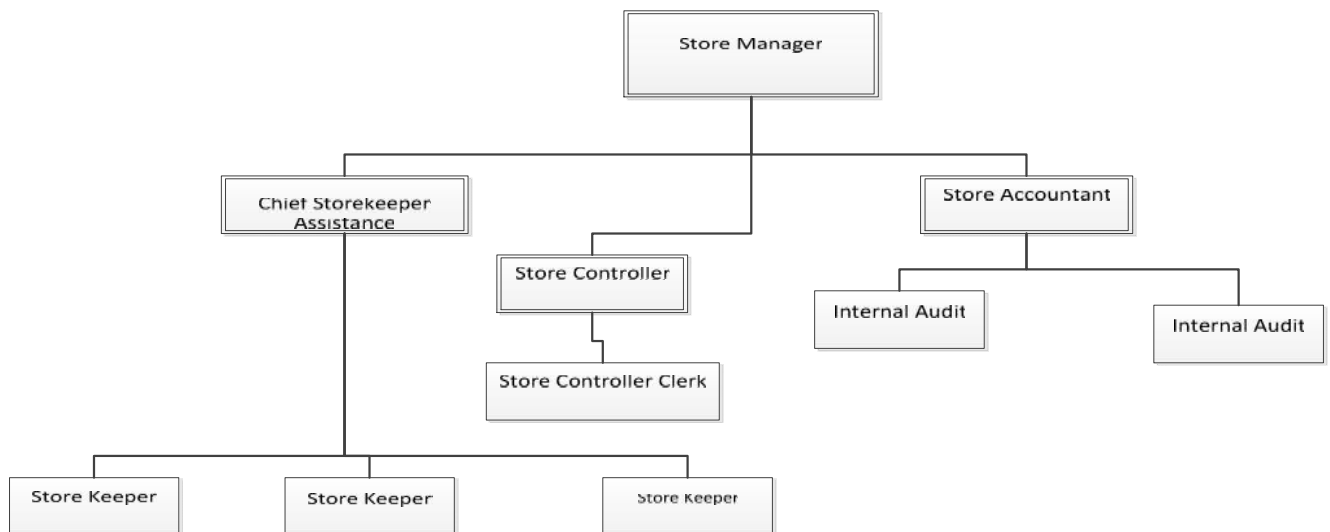 Store Manager
Chief Storekeeper
Assistance
Store Accountant
Store Controller
Internal Audit
Internal Audit
Store Controller Clerk
Store Keeper
Store Keeper
Store Keeper